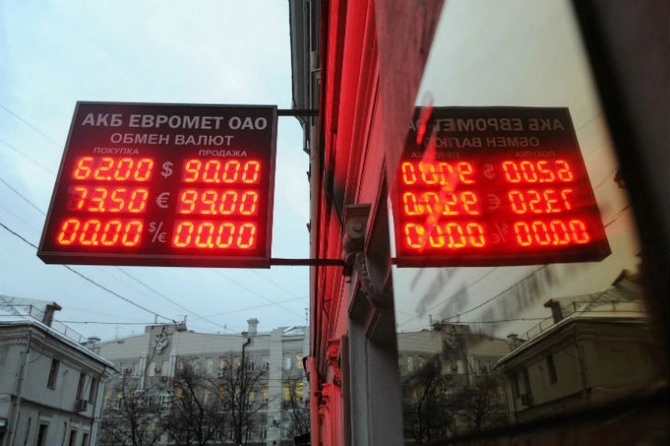 АКБ ЕВРОМЕТ ОАО
ОБМЕН ВАЛЮТ
ПОКУПКА ПРОДАЖА
62.00 $ 90.00
73.50 € 99.00
00.00 $/€ 00.00